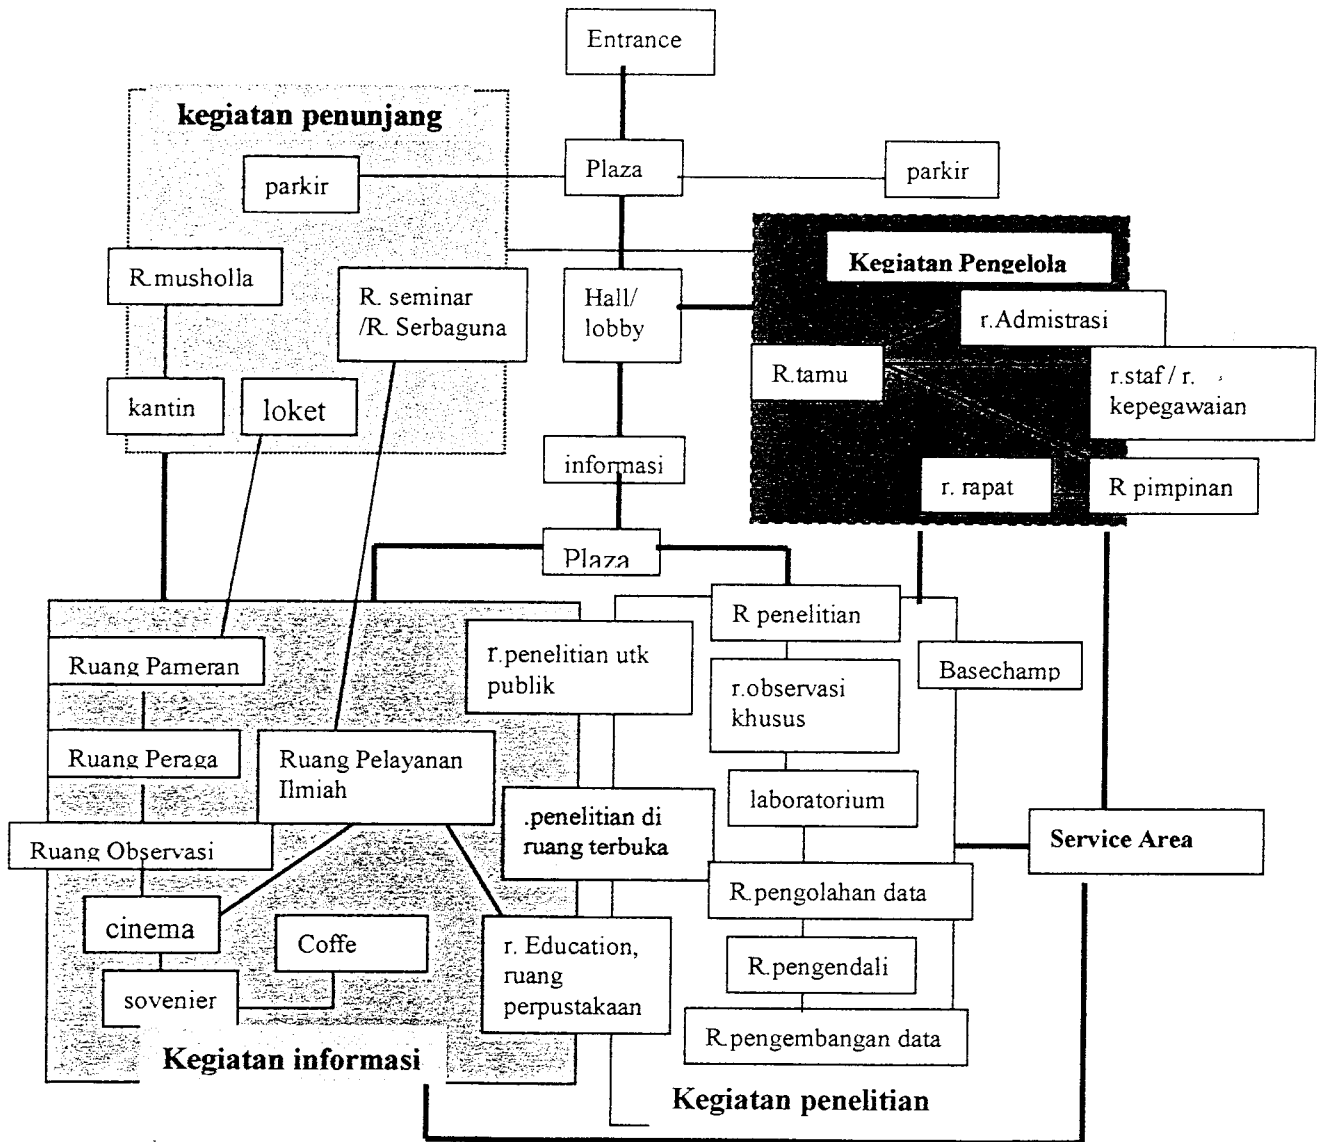 Entrance
kegiatan penunjang
Plaza
parkir
parkir
R.musholla
R. seminar
/R. Serbaguna
Hall/
lobby
Kegiatan Pengelola
r.Admistrasi
R.tamu
r.staf / r.
kepegawaian
kantin
loket
informasi
r. rapat
R pimpinan
Plaza
R penelitian
r.penelitian utk
publik
Ruang Pameran
r.observasi
khusus
Basechamp
Ruang Peraga
Ruang Pelayanan
Ilmiah
laboratorium
.penelitian di
ruang terbuka
Service Area
Ruang Observasi
R.pengolahan data
cinema
Coffe
r. Education,
ruang
perpustakaan
R.pengendali
sovenier
R.pengembangan data
Kegiatan informasi
Kegiatan penelitian